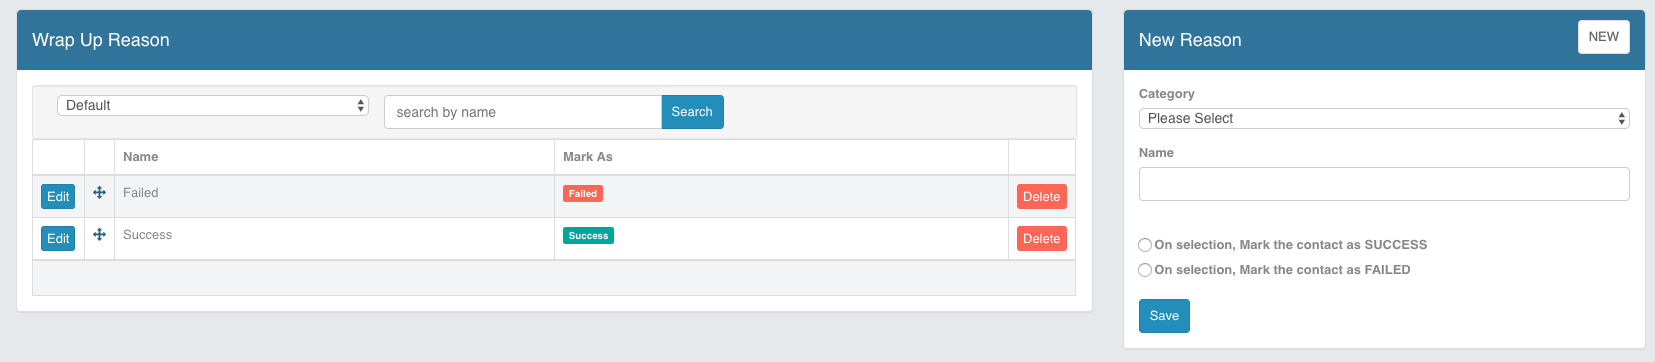 Wrap Up Reason
Default
search by name
Search
Name
Mark As
Edit
Failed
Failed
Delete
Edit
Success
Success
Delete
New Reason
NEW
Category
Please Select
Name
On selection, Mark the contact as SUCCESS
On selection, Mark the contact as FAILED
Save